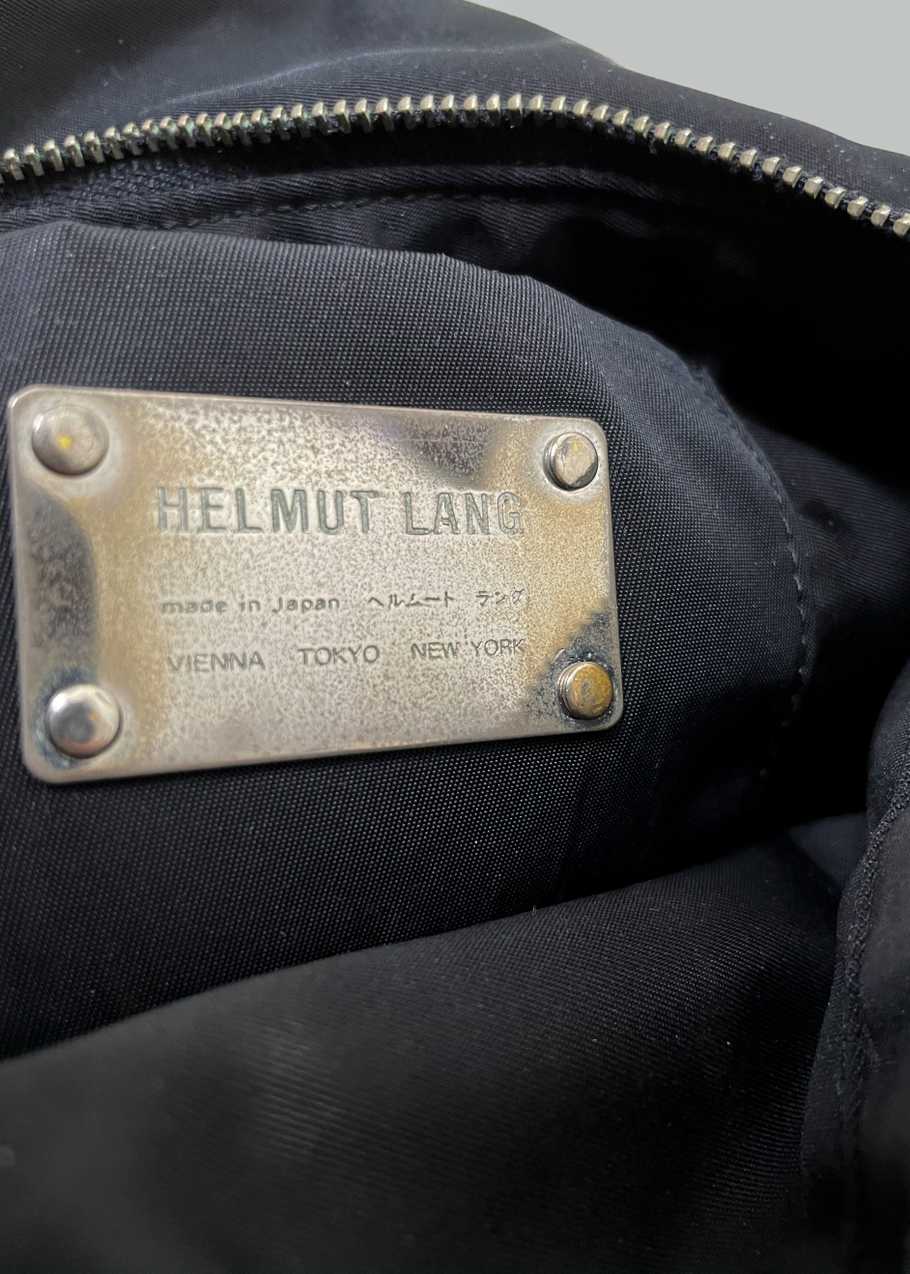 HELMUT LANG
made in Japan ヘルムート ラング
VIENNA TOKYO NEW YORK